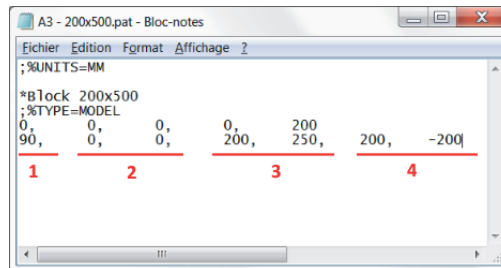 A3 - 200x500.pat - Bloc-notes
Fichier Edition Format Affichage ?
;%UNITS=MM
*Block 200x500
;%TYPE=MODEL
0, 0, 0, 0, 200
90, 0, 0, 200, 250, 200, -200
1 2 3 4